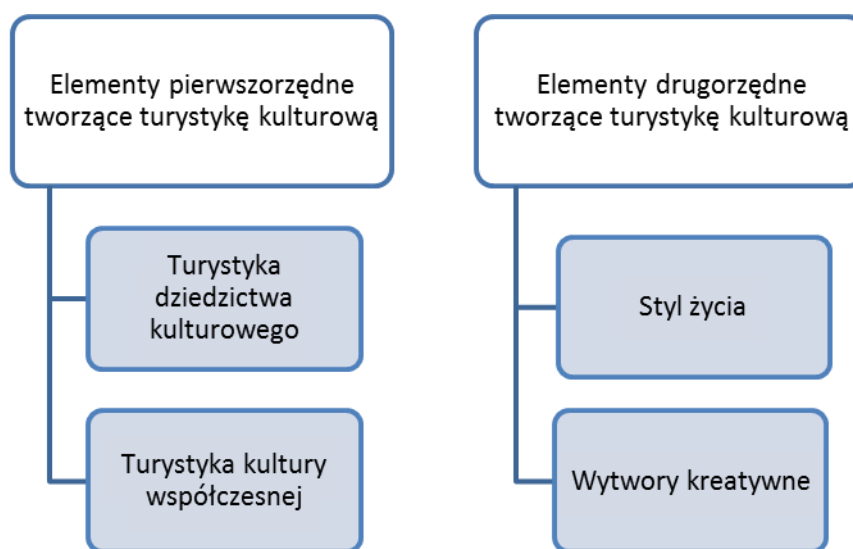 Elementy pierwszorzędne
tworzące turystykę kulturową
Turystyka
dziedzictwa
kulturowego
Turystyka kultury
współczesnej
Elementy drugorzędne
tworzące turystykę kulturową
Styl życia
Wytwory kreatywne